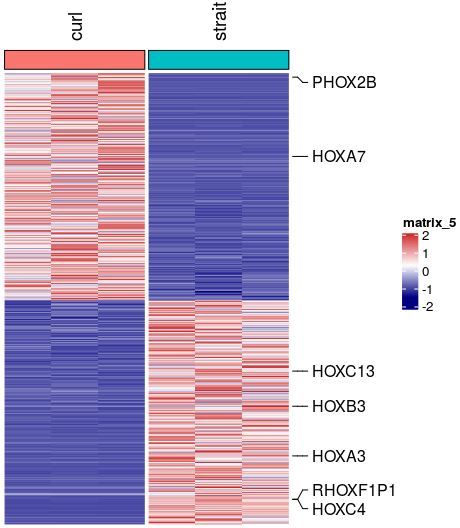 curl
strait
PHOX2B
HOXA7
matrix_5
2
1
0
-1
-2
HOXC13
HOXB3
HOXA3
RHOXF1P1
HOXC4